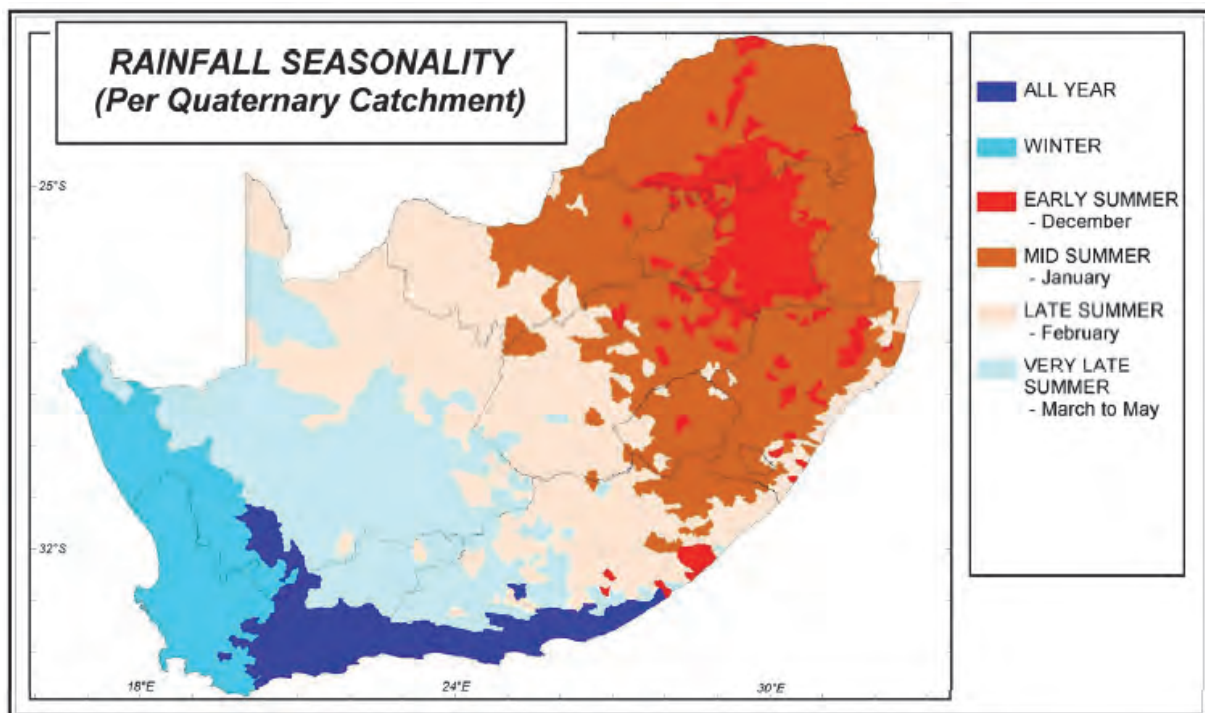 RAINFALL SEASONALITY
(Per Quaternary Catchment)
25°S
32°S
18°E
24°E
30°E
ALL YEAR
WINTER
EARLY SUMMER
- December
MID SUMMER
- January
LATE SUMMER
- February
VERY LATE
SUMMER
- March to May